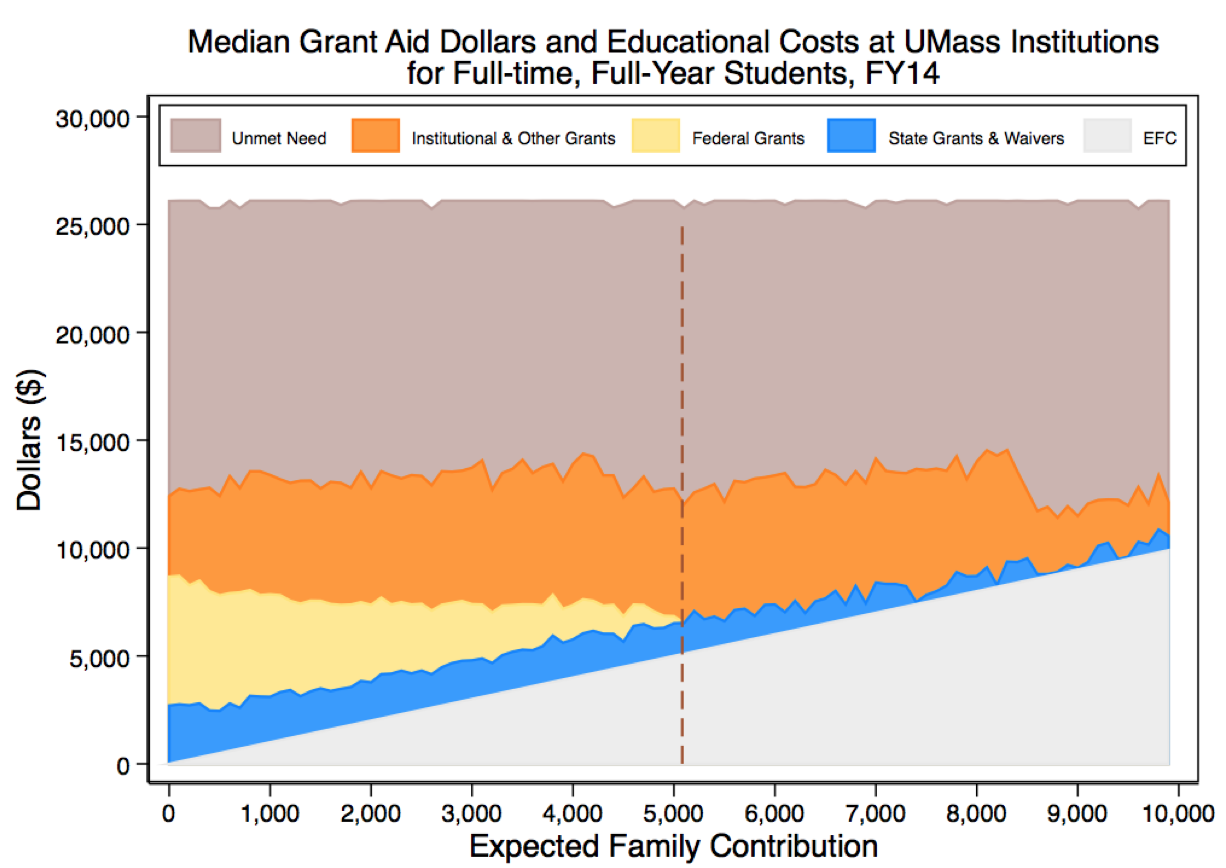 Median Grant Aid Dollars and Educational Costs at UMass Institutions
for Full-time, Full-Year Students, FY14
30,000
Unmet Need Institutional & Other Grants Federal Grants State Grants & Waivers EFC
25,000
20,000
15,000
10,000
5,000
0
Dollars ($)
0 1,000 2,000 3,000 4,000 5,000 6,000 7,000 8,000 9,000 10,000
Expected Family Contribution